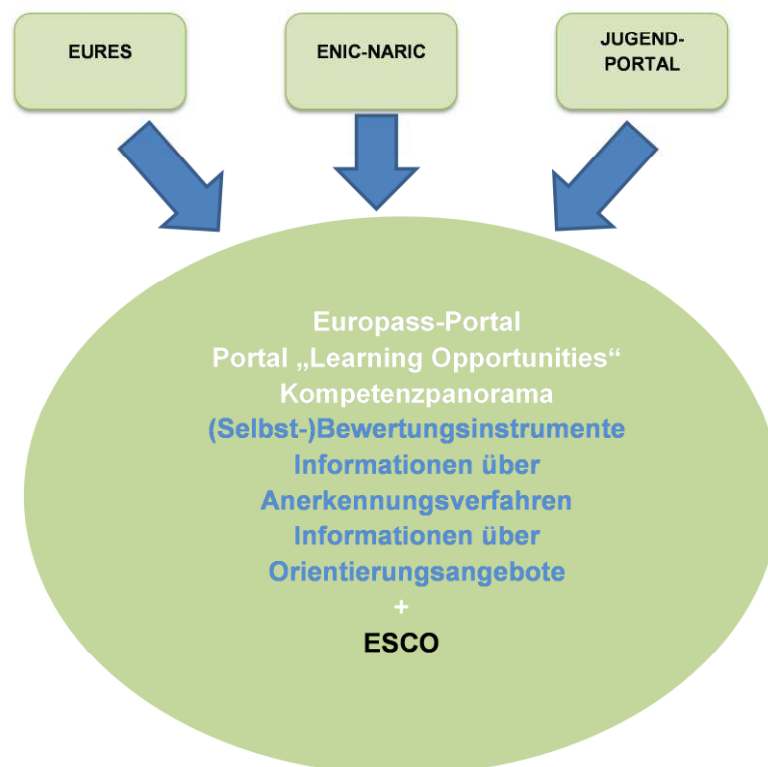 EURES
ENIC-NARIC
JUGEND-
PORTAL
Europass-Portal
Portal „Learning Opportunities“
Kompetenzpanorama
(Selbst-)Bewertungsinstrumente
Informationen über
Anerkennungsverfahren
Informationen über
Orientierungsangebote
+
ESCO